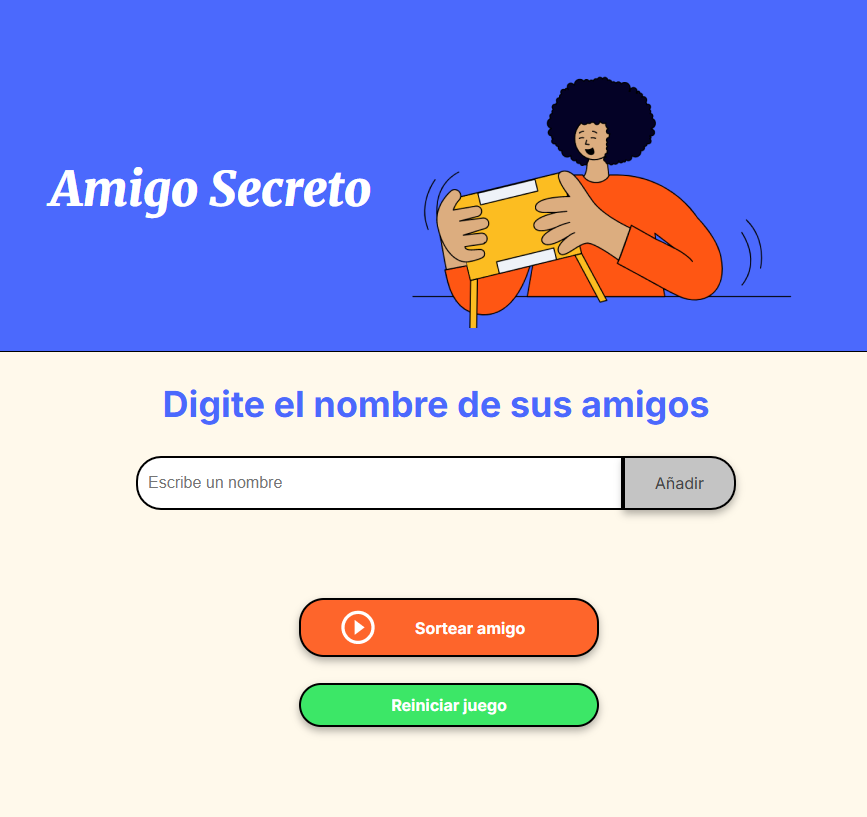 Amigo Secreto
Digite el nombre de sus amigos
Escribe un nombre
Añadir
Sortear amigo
Reiniciar juego